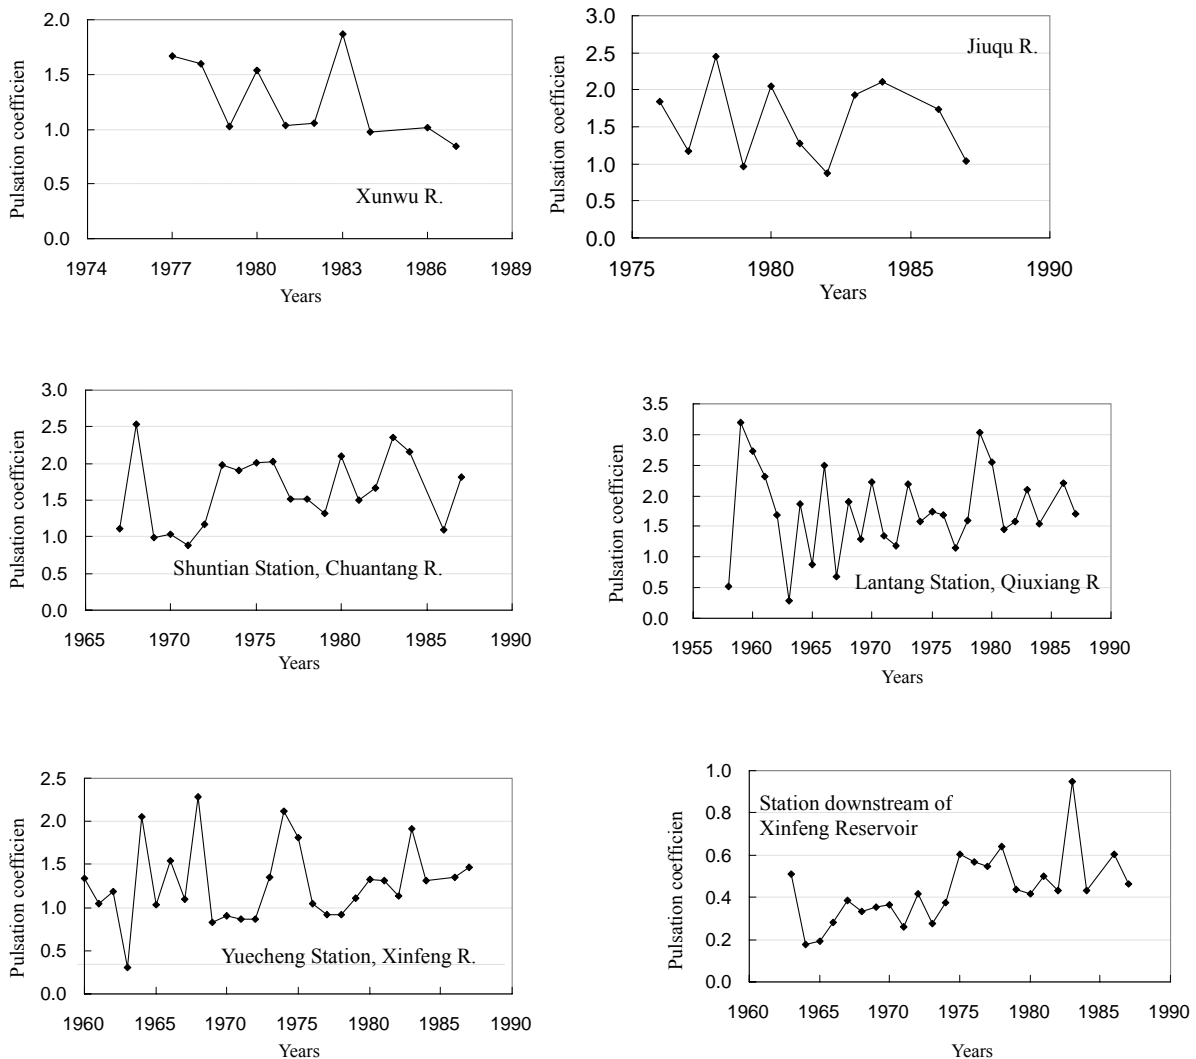 2.0
1.5
1.0
0.5
0.0
Pulsation coefficien
Xunwu R.
1974 1977 1980 1983 1986 1989
Years
3.0
2.5
2.0
1.5
1.0
0.5
0.0
Pulsation coefficien
Jiuqu R.
1975 1980 1985 1990
Years
3.0
2.5
2.0
1.5
1.0
0.5
0.0
Pulsation coefficien
Shuntian Station, Chuantang R.
1965 1970 1975 1980 1985 1990
Years
3.5
3.0
2.5
2.0
1.5
1.0
0.5
0.0
Pulsation coefficien
Lantang Station, Qiuxiang R
1955 1960 1965 1970 1975 1980 1985 1990
Years
2.5
2.0
1.5
1.0
0.5
0.0
Pulsation coefficien
Yuecheng Station, Xinfeng R.
1960 1965 1970 1975 1980 1985 1990
Years
1.0
0.8
0.6
0.4
0.2
0.0
Pulsation coefficien
Station downstream of
Xinfeng Reservoir
1960 1965 1970 1975 1980 1985 1990
Years